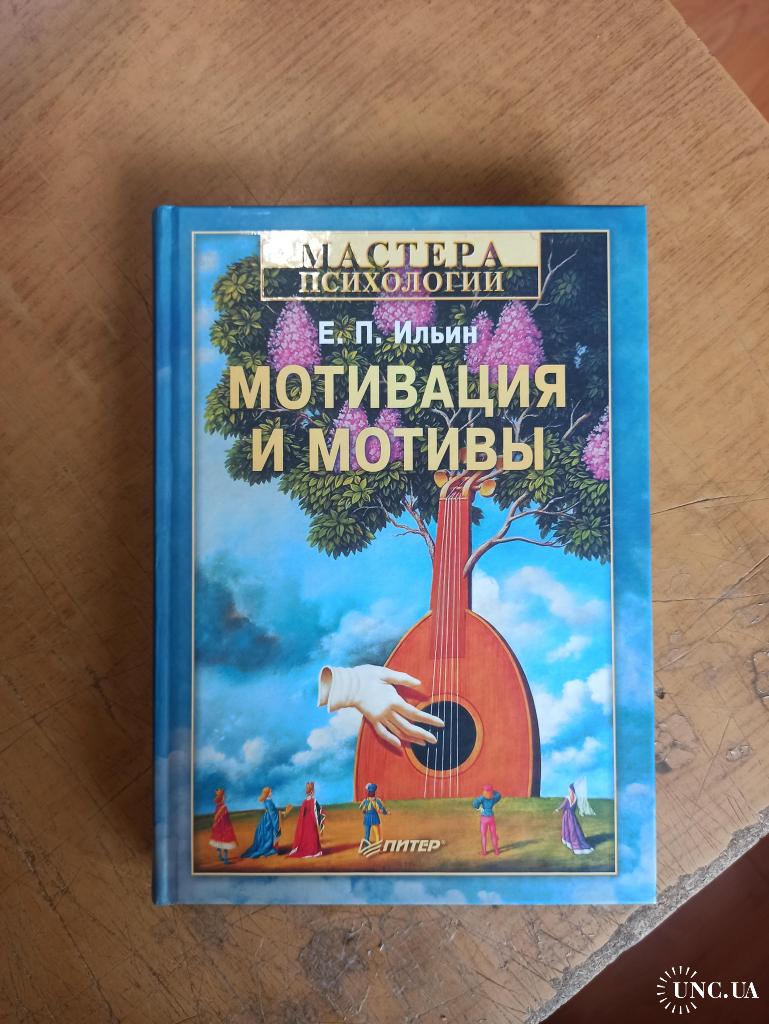 МАСТЕРА
ПСИХОЛОГИИ
Е. П. Ильин
МОТИВАЦИЯ
И МОТИВЫ
ПИТЕР®
UNC.UA